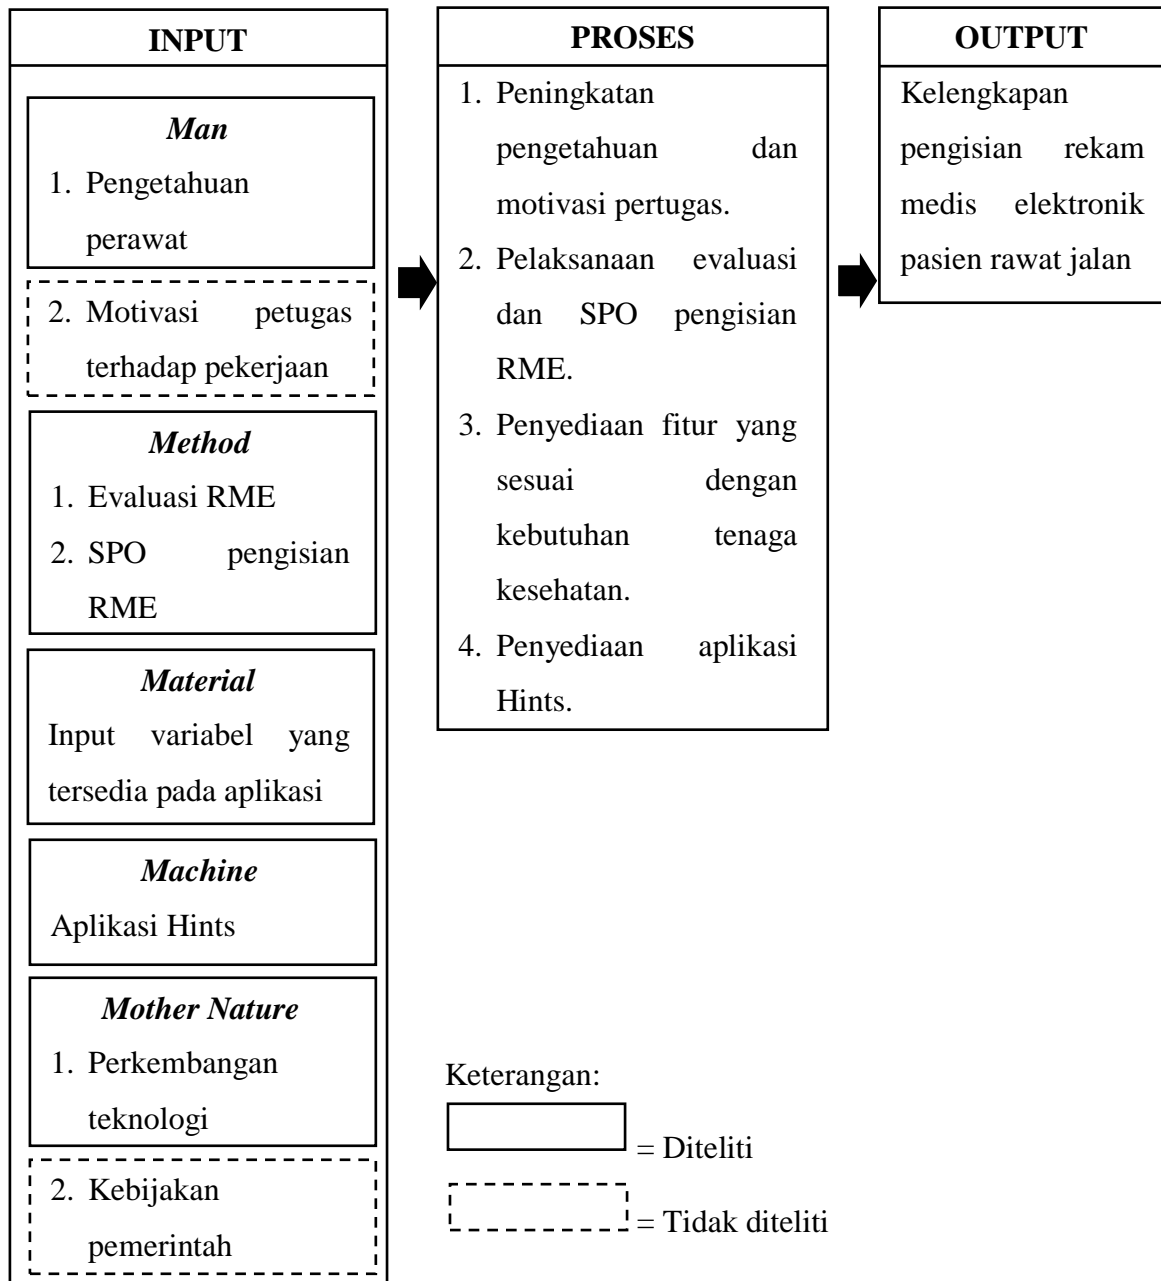 INPUT
Man
1. Pengetahuan
perawat
2. Motivasi petugas
terhadap pekerjaan
Method
1. Evaluasi RME
2. SPO pengisian
RME
Material
Input variabel yang
tersedia pada aplikasi
Machine
Aplikasi Hints
Mother Nature
1. Perkembangan
teknologi
2. Kebijakan
pemerintah
PROSES
1. Peningkatan
pengetahuan dan
motivasi pertugas.
2. Pelaksanaan evaluasi
dan SPO pengisian
RME.
3. Penyediaan fitur yang
sesuai dengan
kebutuhan tenaga
kesehatan.
4. Penyediaan aplikasi
Hints.
OUTPUT
Kelengkapan
pengisian rekam
medis elektronik
pasien rawat jalan
Keterangan:
= Diteliti
= Tidak diteliti